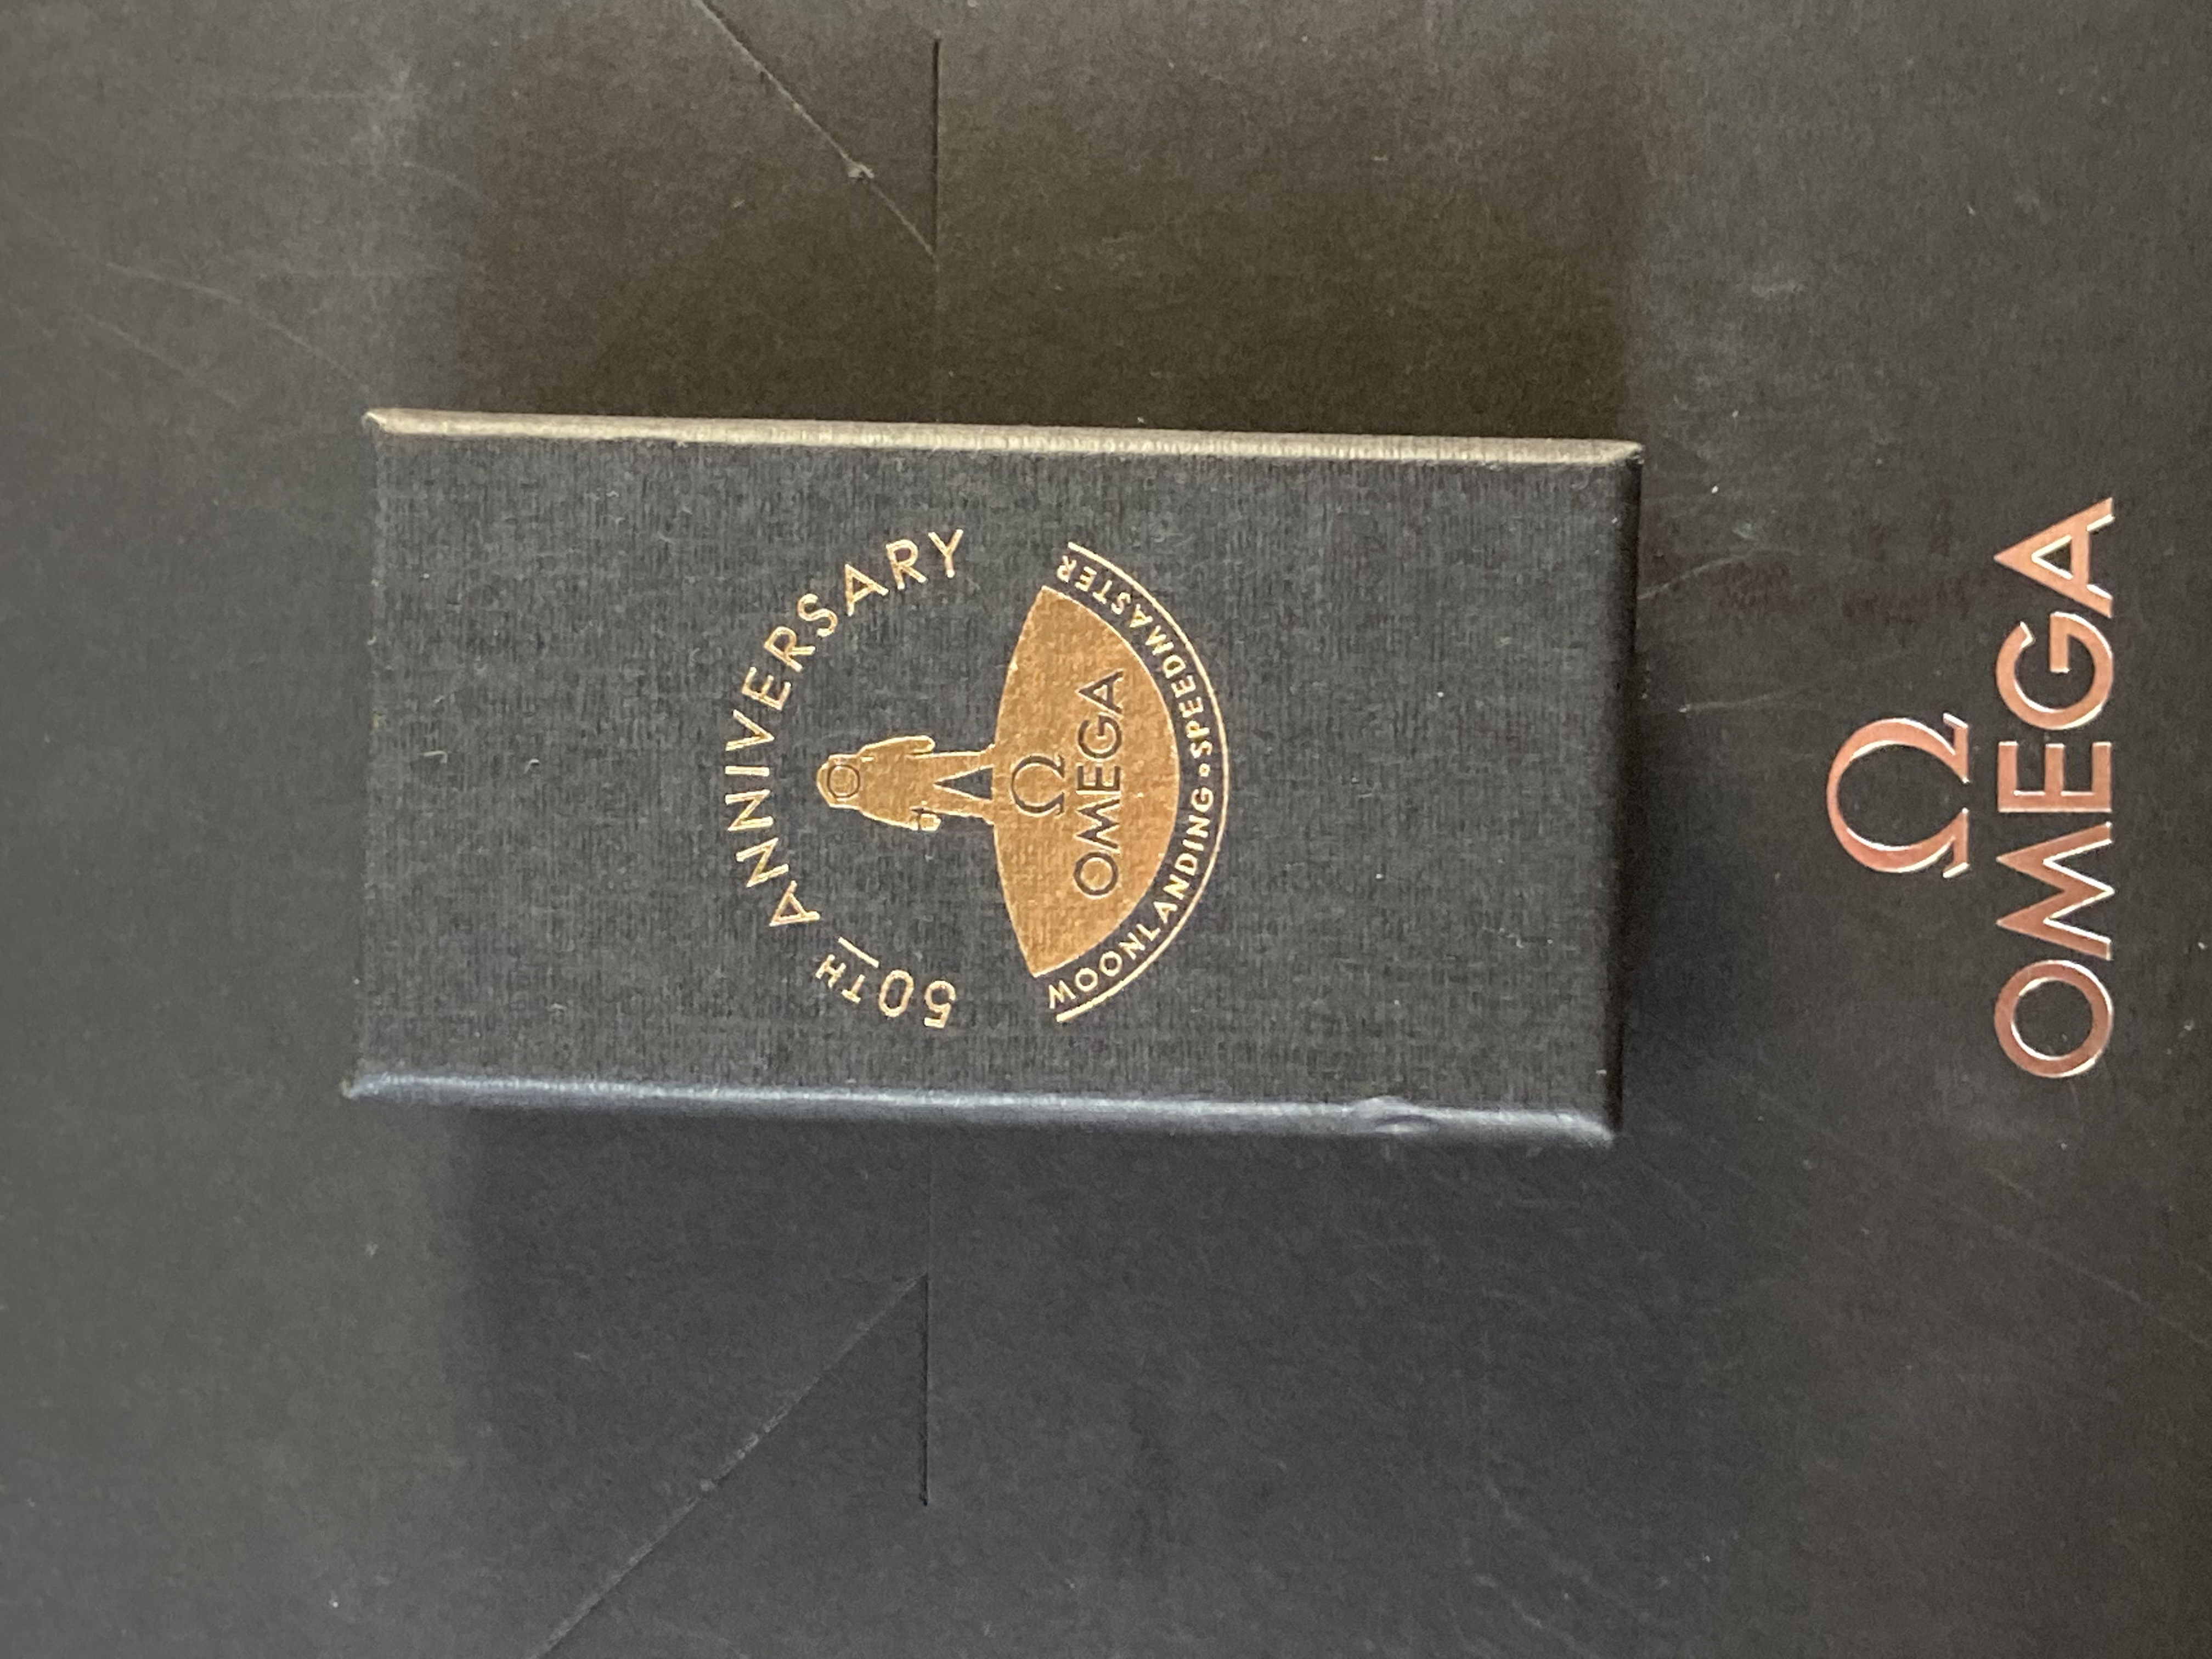 50TH ANNIVERSARY
Ω
OMEGA
MOONLANDING•SPEEDMASTER
Ω
OMEGA